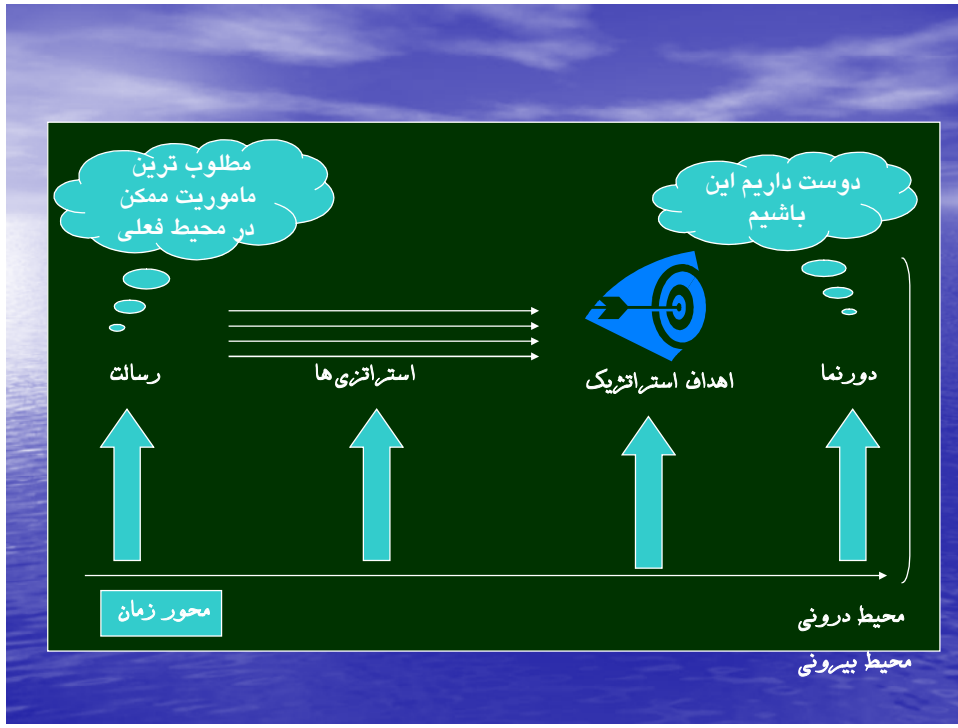 دوست داریم این
باشیم
مطلوب ترین
ماموریت ممکن
در محیط فعلی
دورنما
اهداف استراتژیک
استراتژی‌ها
رسالت
محور زمان
محیط درونی
محیط بیرونی